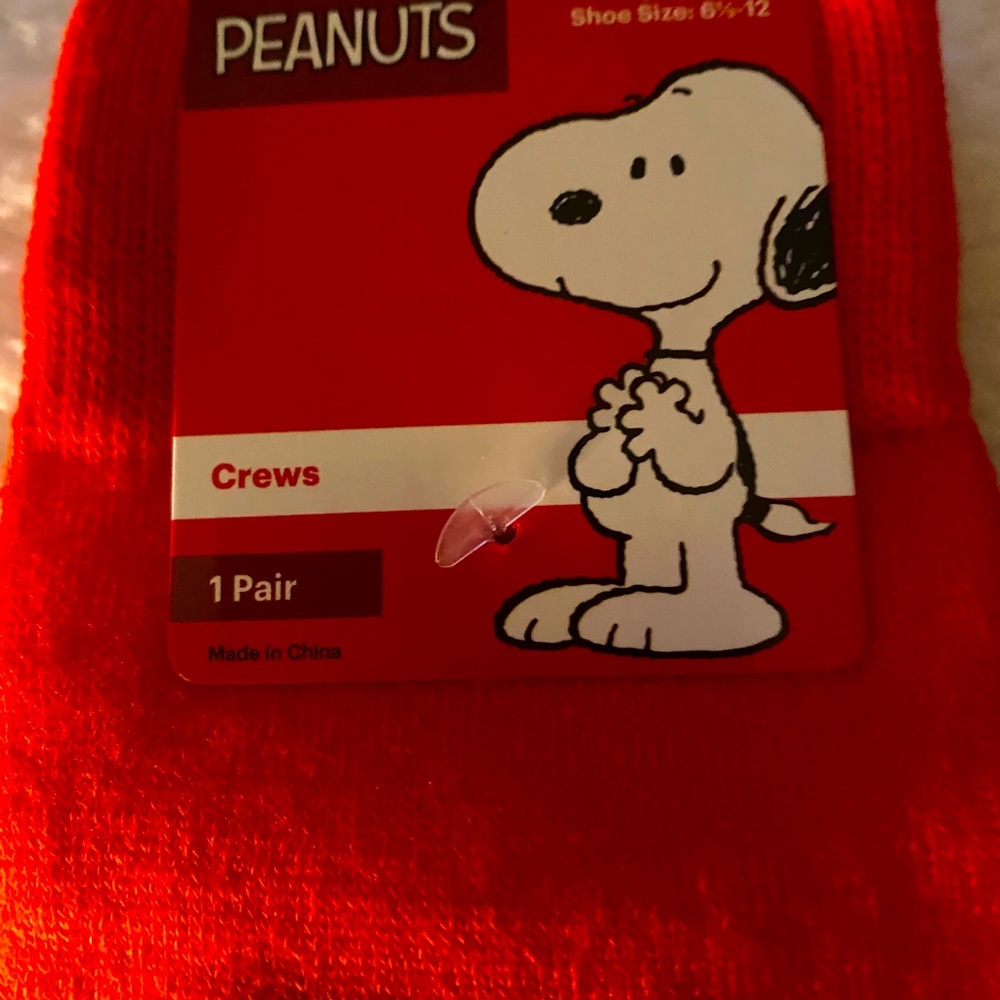 PEANUTS
Shoe Size: 6½-12
Crews
1 Pair
Made in China